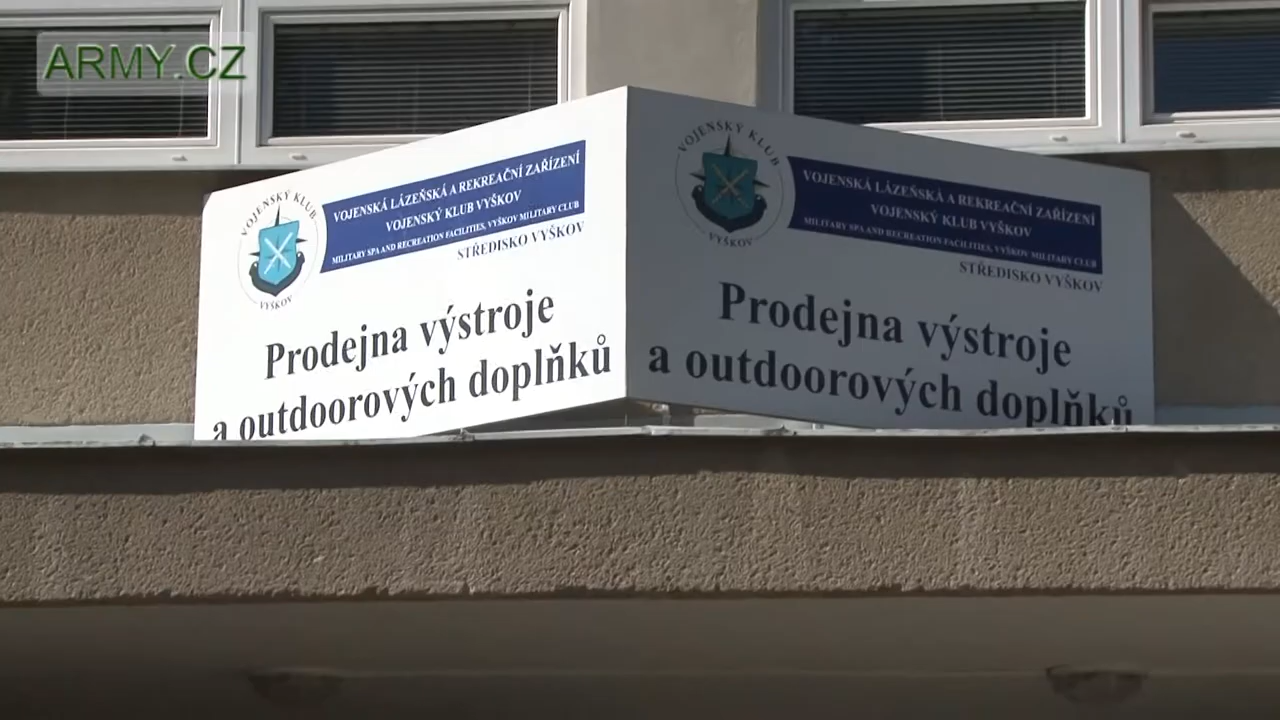 ARMY.CZ
VOJENSKÝ KLUB
VYŠKOV
VOJENSKÁ LÁZEŇSKÁ A REKREAČNÍ ZAŘÍZENÍ
VOJENSKÝ KLUB VYŠKOV
MILITARY SPA AND RECREATION FACILITIES, VYŠKOV MILITARY CLUB
STŘEDISKO VYŠKOV
Prodejna výstroje
a outdoorových doplňků
VOJENSKÝ KLUB
VYŠKOV
VOJENSKÁ LÁZEŇSKÁ A REKREAČNÍ ZAŘÍZENÍ
VOJENSKÝ KLUB VYŠKOV
MILITARY SPA AND RECREATION FACILITIES, VYŠKOV MILITARY CLUB
STŘEDISKO VYŠKOV
Prodejna výstroje
a outdoorových doplňků